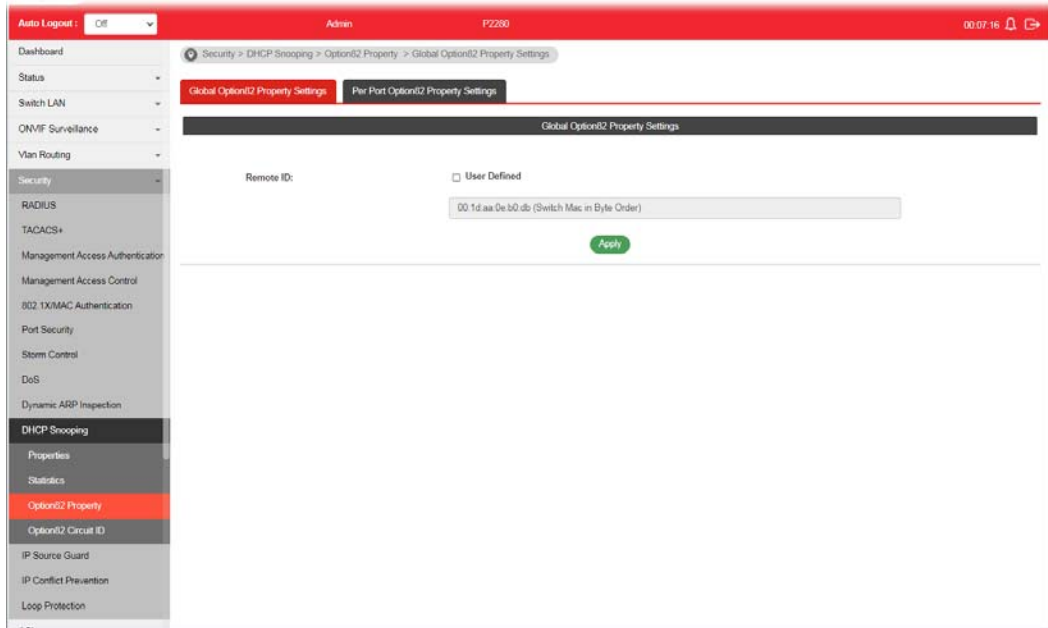 Auto Logout : Off Admin P2280 00:07:16
Dashboard
Status
Switch LAN
ONVIF Surveillance
Vlan Routing
Security
RADIUS
TACACS+
Management Access Authentication
Management Access Control
802.1X/MAC Authentication
Port Security
Storm Control
DoS
Dynamic ARP Inspection
DHCP Snooping
Properties
Statistics
Option82 Property
Option82 Circuit ID
IP Source Guard
IP Conflict Prevention
Loop Protection
Security > DHCP Snooping > Option82 Property > Global Option82 Property Settings
Global Option82 Property Settings Per Port Option82 Property Settings
Global Option82 Property Settings
Remote ID: User Defined
00:1d:aa:0e:b0:db (Switch Mac in Byte Order)
Apply